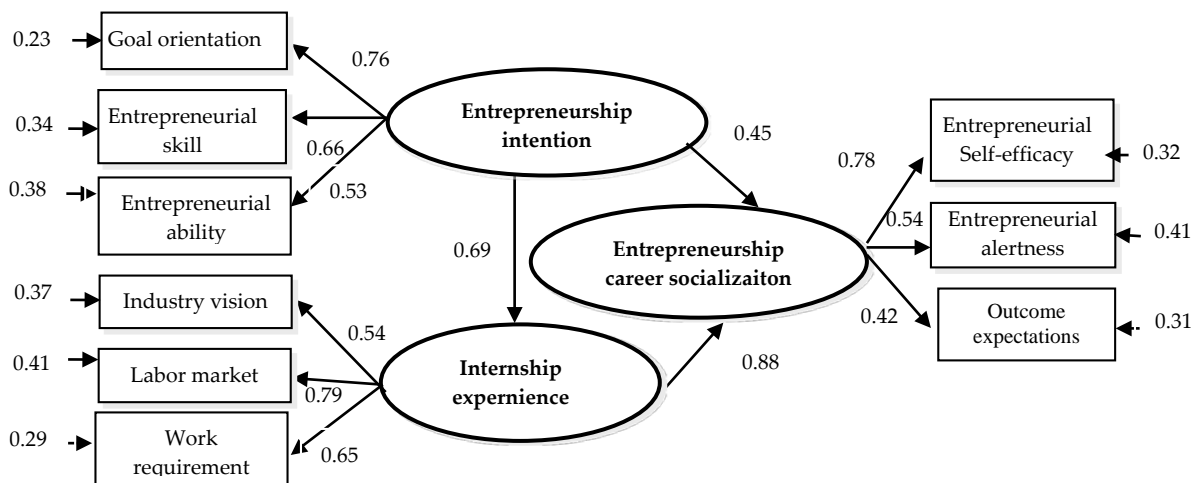 0.23
Goal orientation
0.76
0.34
Entrepreneurial
skill
0.66
0.38
Entrepreneurial
ability
0.53
Entrepreneurship
intention
0.45
0.69
Entrepreneurship
career socializaiton
0.78
Entrepreneurial
Self-efficacy
0.32
0.54
Entrepreneurial
alertness
0.41
0.42
Outcome
expectations
0.31
0.37
Industry vision
0.54
0.41
Labor market
0.79
0.29
Work
requirement
0.65
Internship
expernience
0.88